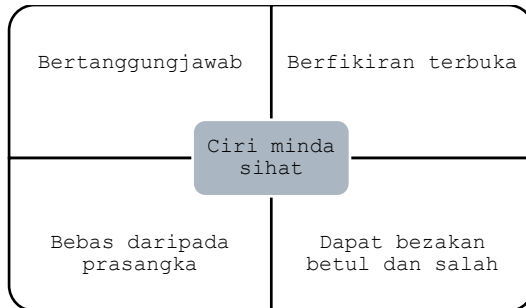 Bertanggungjawab
Berfikiran terbuka
Ciri minda
sihat
Bebas daripada
prasangka
Dapat bezakan
betul dan salah